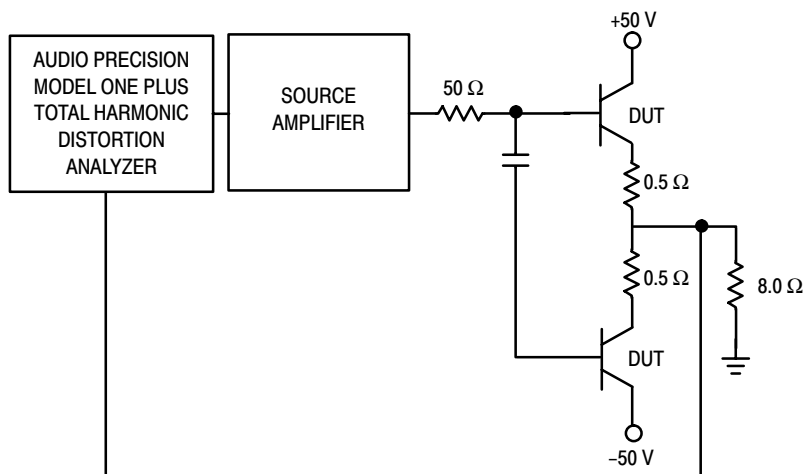 AUDIO PRECISION
MODEL ONE PLUS
TOTAL HARMONIC
DISTORTION
ANALYZER
SOURCE
AMPLIFIER
50 Ω
+50 V
DUT
0.5 Ω
0.5 Ω
8.0 Ω
DUT
–50 V